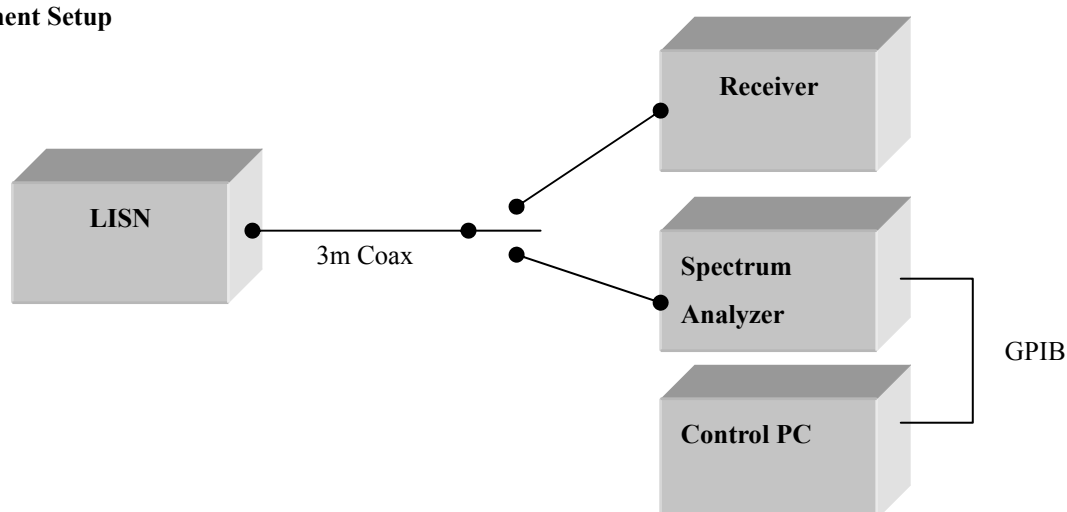 ent Setup
Receiver
LISN
3m Coax
Spectrum
Analyzer
GPIB
Control PC